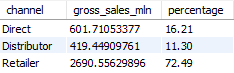 channel gross_sales_mln percentage
Direct 601.71053377 16.21
Distributor 419.44909761 11.30
Retailer 2690.55629896 72.49